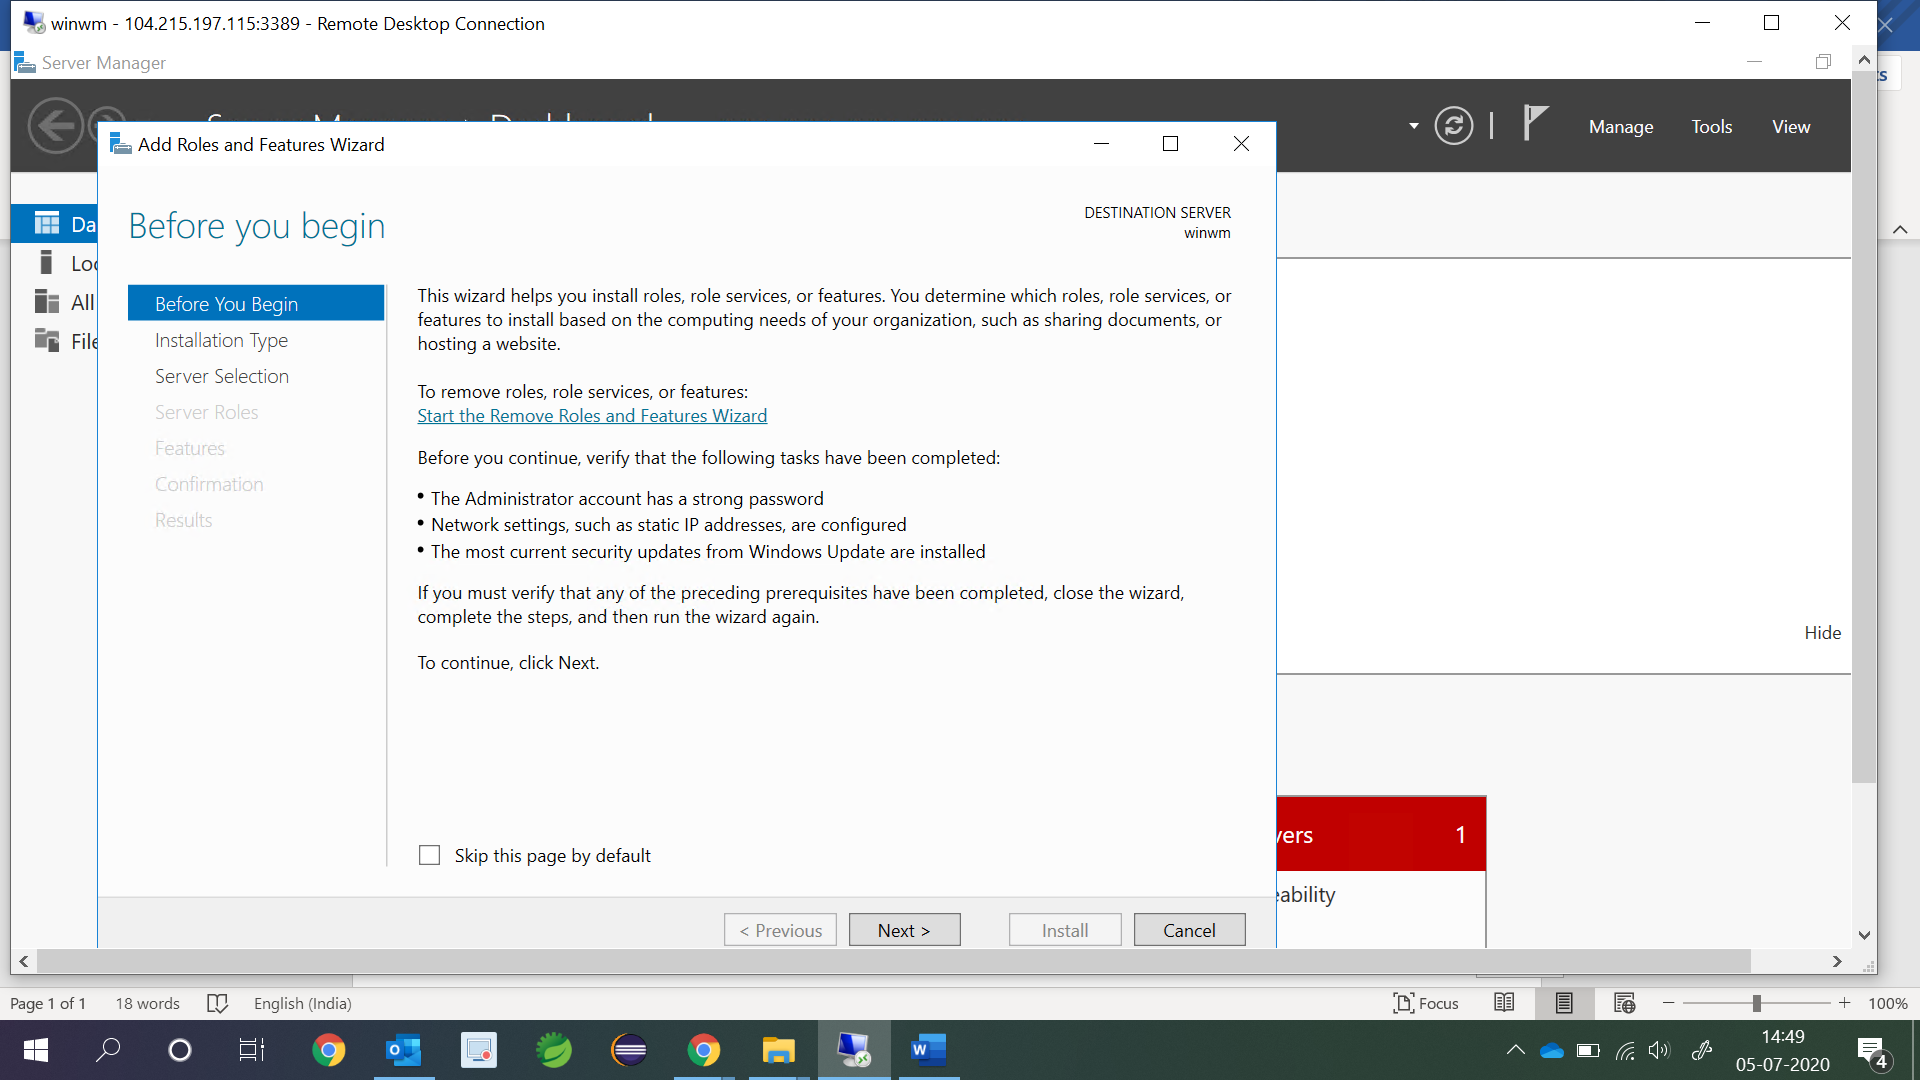 winwm - 104.215.197.115:3389 - Remote Desktop Connection
Server Manager
Manage Tools View
Add Roles and Features Wizard
Before you begin
DESTINATION SERVER
winwm
Before You Begin
Installation Type
Server Selection
Server Roles
Features
Confirmation
Results
This wizard helps you install roles, role services, or features. You determine which roles, role services, or
features to install based on the computing needs of your organization, such as sharing documents, or
hosting a website.
To remove roles, role services, or features:
Start the Remove Roles and Features Wizard
Before you continue, verify that the following tasks have been completed:
• The Administrator account has a strong password
• Network settings, such as static IP addresses, are configured
• The most current security updates from Windows Update are installed
If you must verify that any of the preceding prerequisites have been completed, close the wizard,
complete the steps, and then run the wizard again.
To continue, click Next.
Skip this page by default
< Previous Next > Install Cancel
Da
Loc
All
File
Hide
vers 1
eability
Page 1 of 1 18 words English (India) Focus 100%
14:49
05-07-2020
4